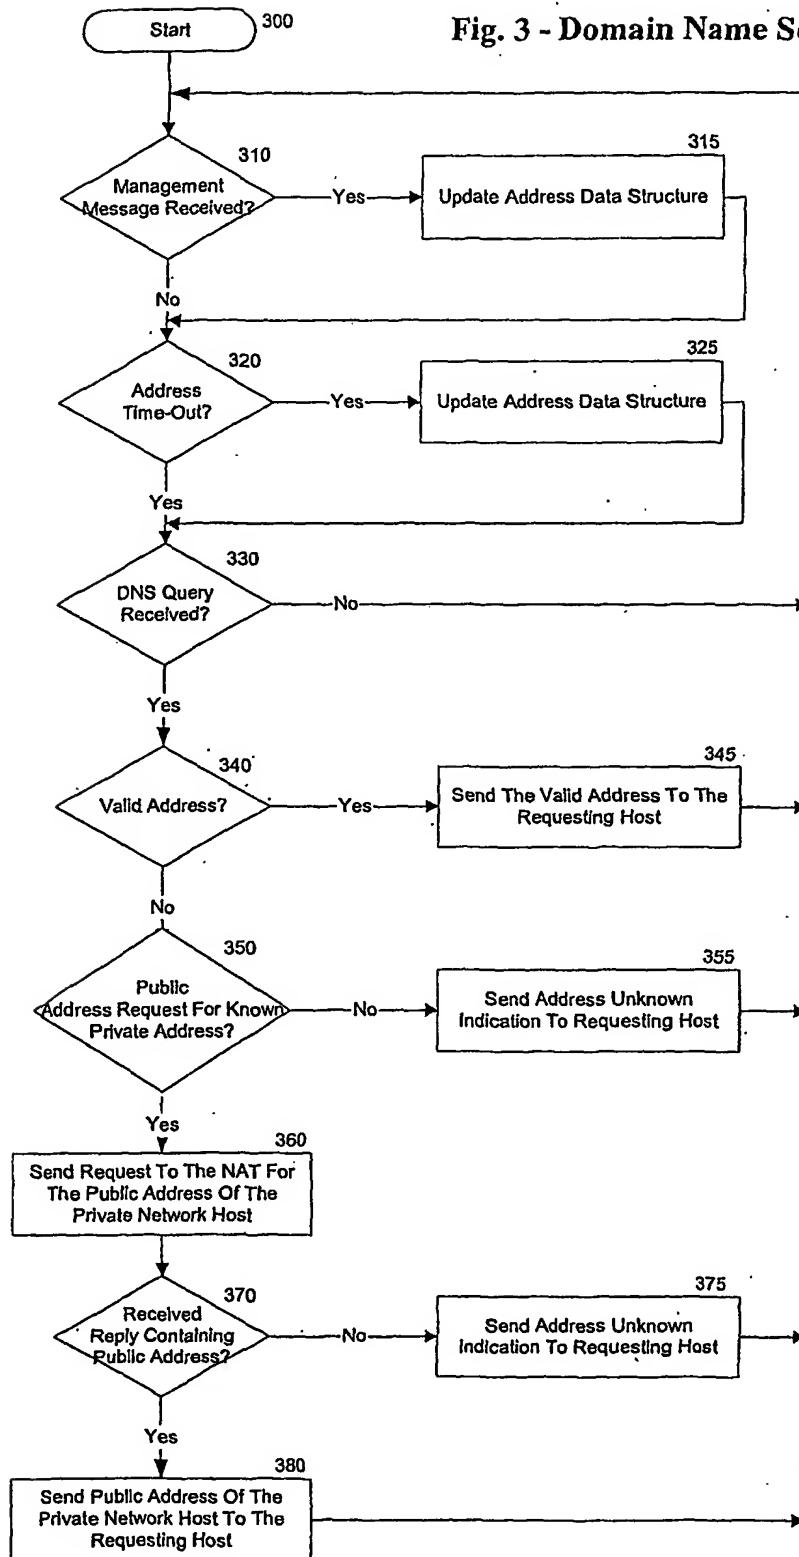 Start
300
Fig. 3 - Domain Name Se
310
Management
Message Received?
Yes
315
Update Address Data Structure
No
320
Address
Time-Out?
Yes
325
Update Address Data Structure
Yes
330
DNS Query
Received?
No
Yes
340
Valid Address?
Yes
345
Send The Valid Address To The
Requesting Host
No
350
Public
Address Request For Known
Private Address?
No
355
Send Address Unknown
Indication To Requesting Host
Yes
360
Send Request To The NAT For
The Public Address Of The
Private Network Host
370
Received
Reply Containing
Public Address?
No
375
Send Address Unknown
Indication To Requesting Host
Yes
380
Send Public Address Of The
Private Network Host To The
Requesting Host